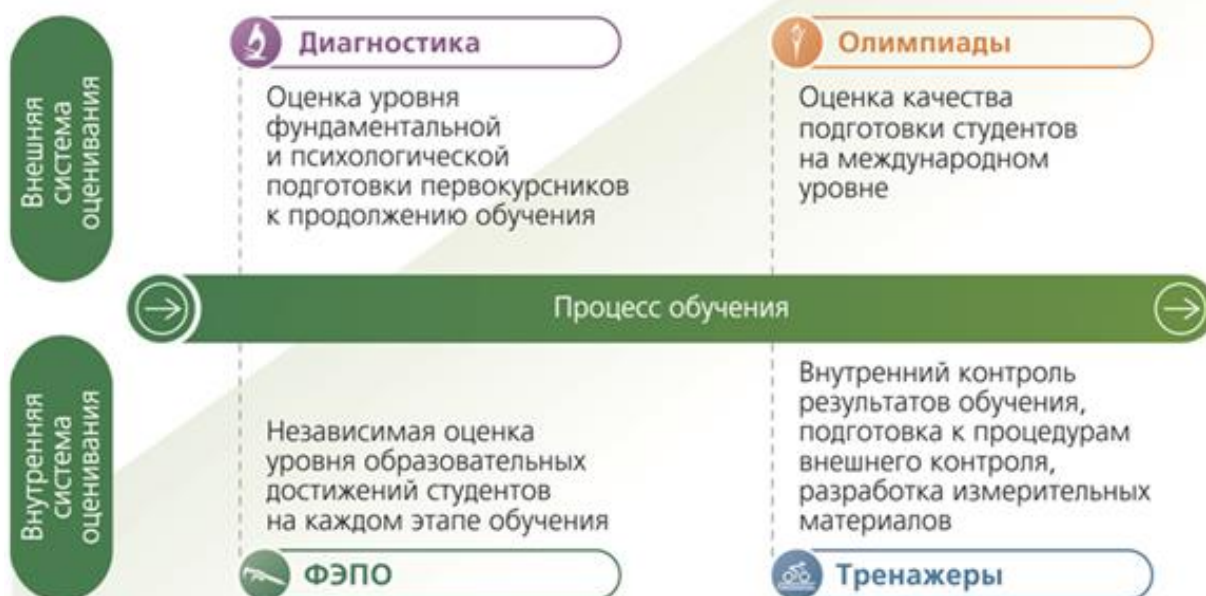 Внешняя
система
оценивания
Диагностика
Оценка уровня
фундаментальной
и психологической
подготовки первокурсников
к продолжению обучения
Олимпиады
Оценка качества
подготовки студентов
на международном
уровне
Процесс обучения
Внутренняя
система
оценивания
Независимая оценка
уровня образовательных
достижений студентов
на каждом этапе обучения
ФЭПО
Внутренний контроль
результатов обучения,
подготовка к процедурам
внешнего контроля,
разработка измерительных
материалов
Тренажеры